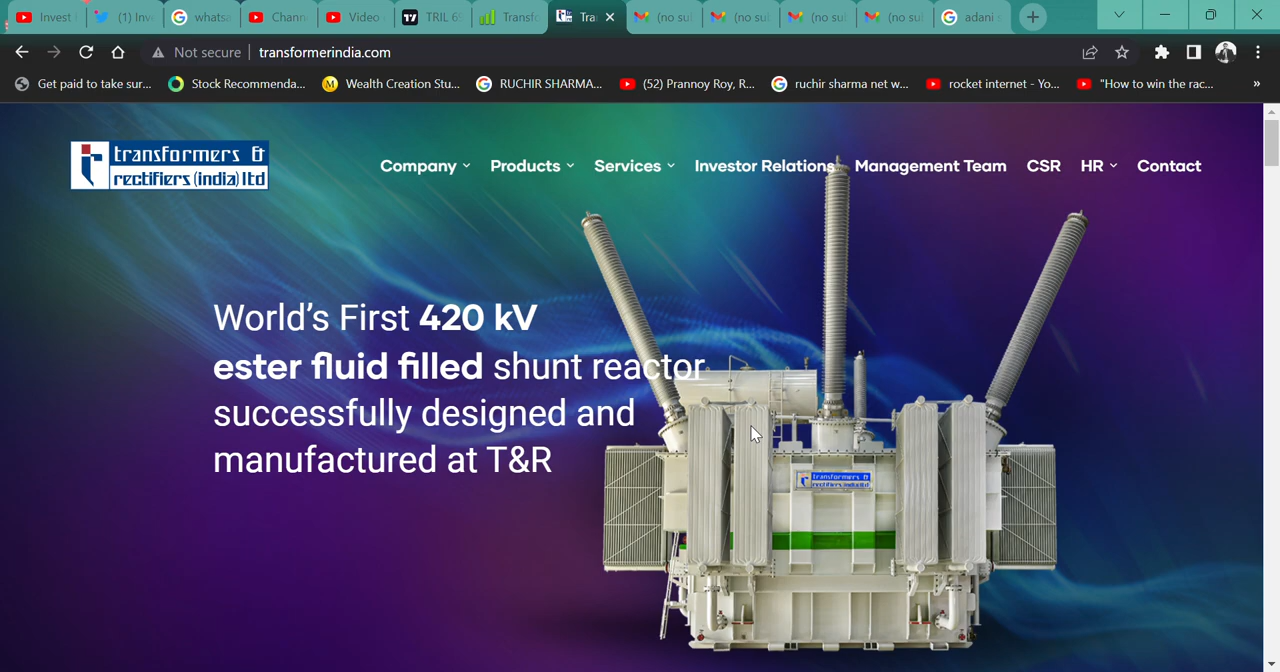 Invest
(1) Inv
whatsa
Chann
Video
TRIL 6
Transfo
Tra
(no su
(no su
(no su
(no su
adani s
Not secure
transformerindia.com
Get paid to take sur...
Stock Recommenda...
Wealth Creation Stu...
RUCHIR SHARMA...
(52) Prannoy Roy, R...
ruchir sharma net w...
rocket internet - Yo...
"How to win the rac...
»
transformers &
rectifiers (india) ltd
Company
Products
Services
Investor Relations
Management Team
CSR
HR
Contact
World's First 420 kV
ester fluid filled shunt reactor
successfully designed and
manufactured at T&R
transformers &
rectifiers (india) ltd